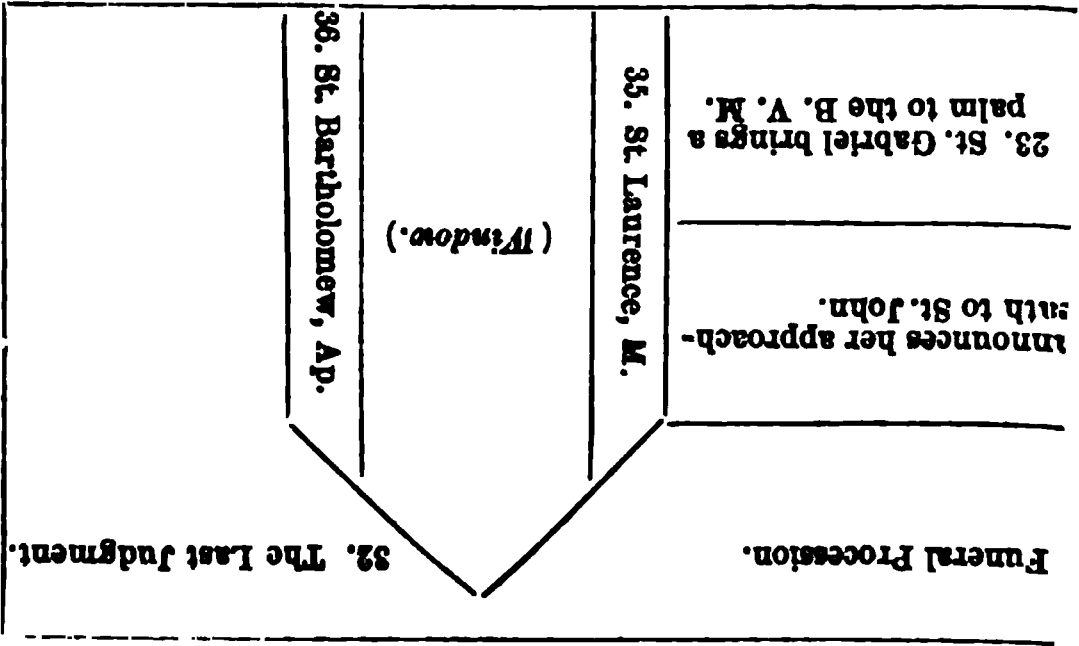 Funeral Procession.
32. The Last Judgment.
announces her approach-
eath to St. John.
23. St. Gabriel brings a
palm to the B. V. M.
35. St. Laurence, M.
(Window.)
36. St. Bartholomew, Ap.